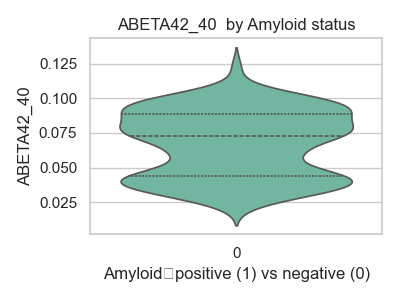 ABETA42_40  by Amyloid status
ABETA42_40
0.125
0.100
0.075
0.050
0.025
0
Amyloid□positive (1) vs negative (0)